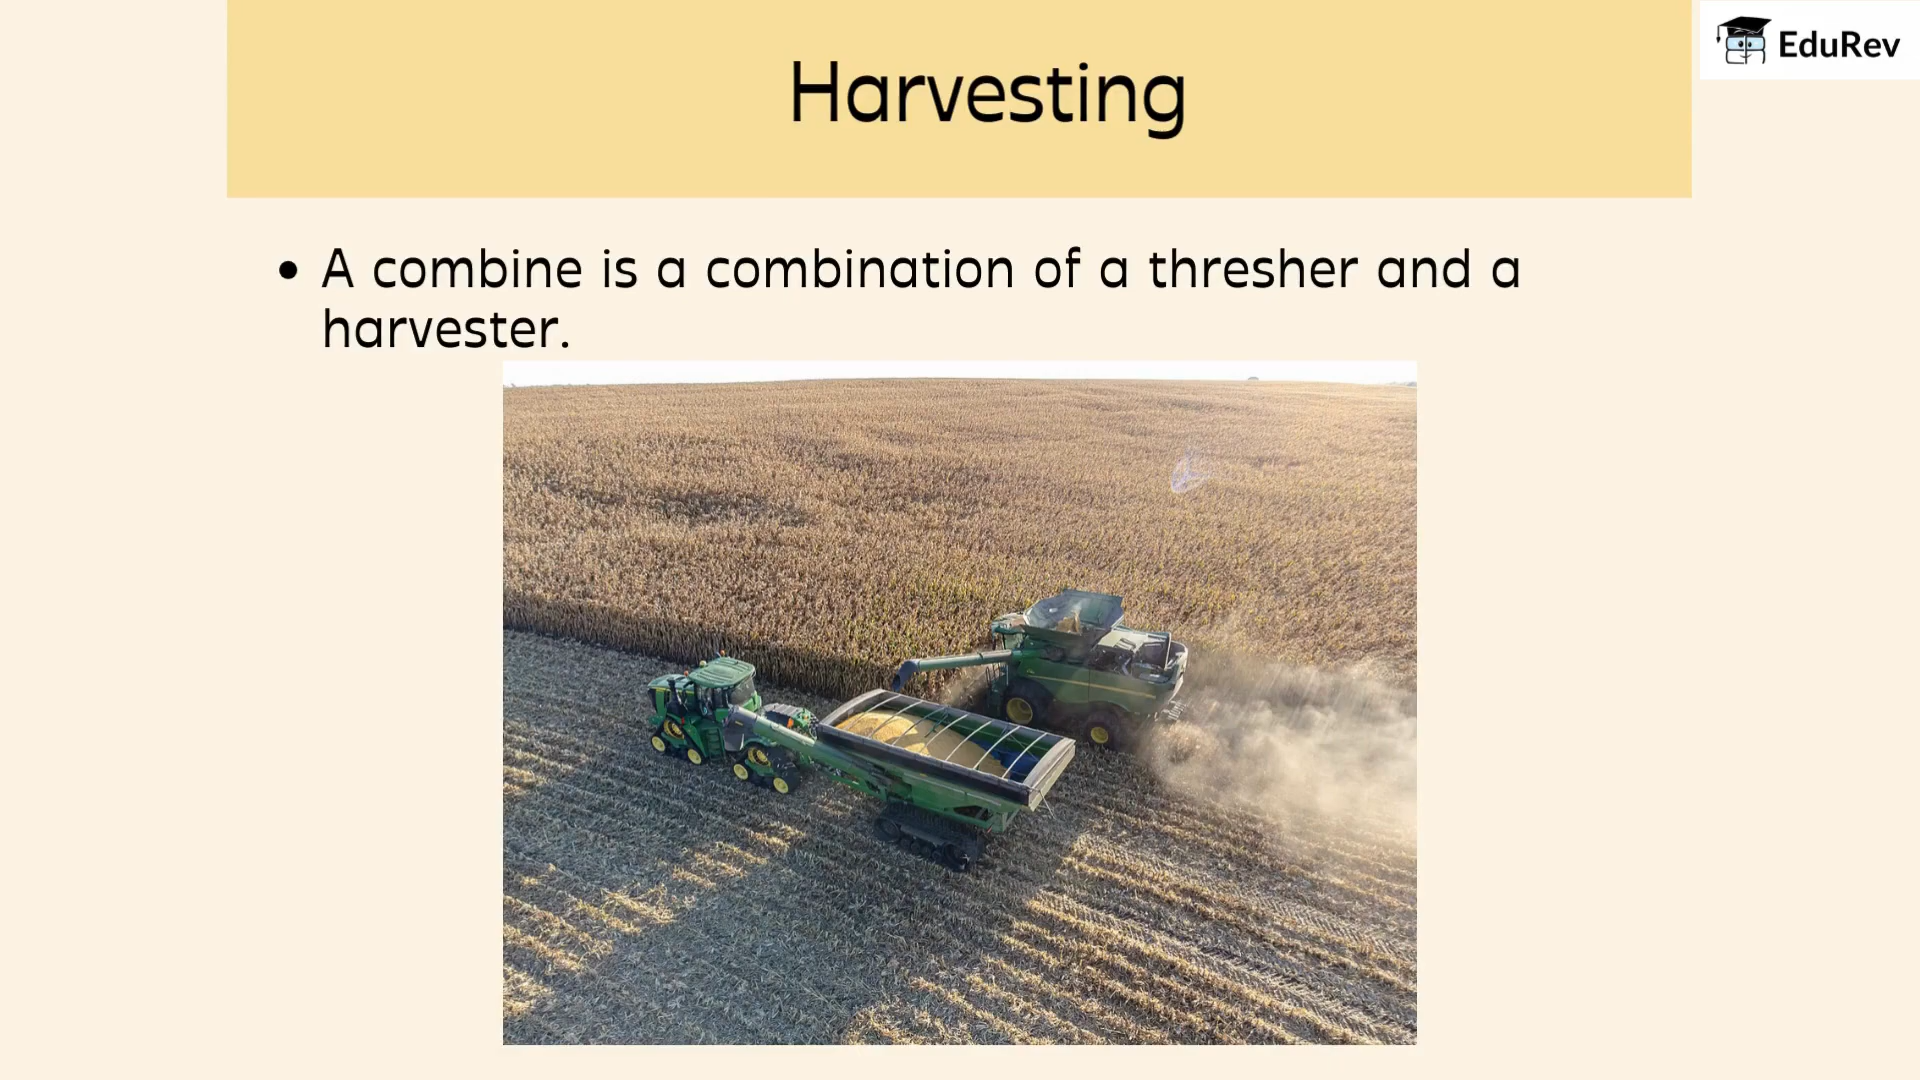 Harvesting
EduRev
• A combine is a combination of a thresher and a
harvester.